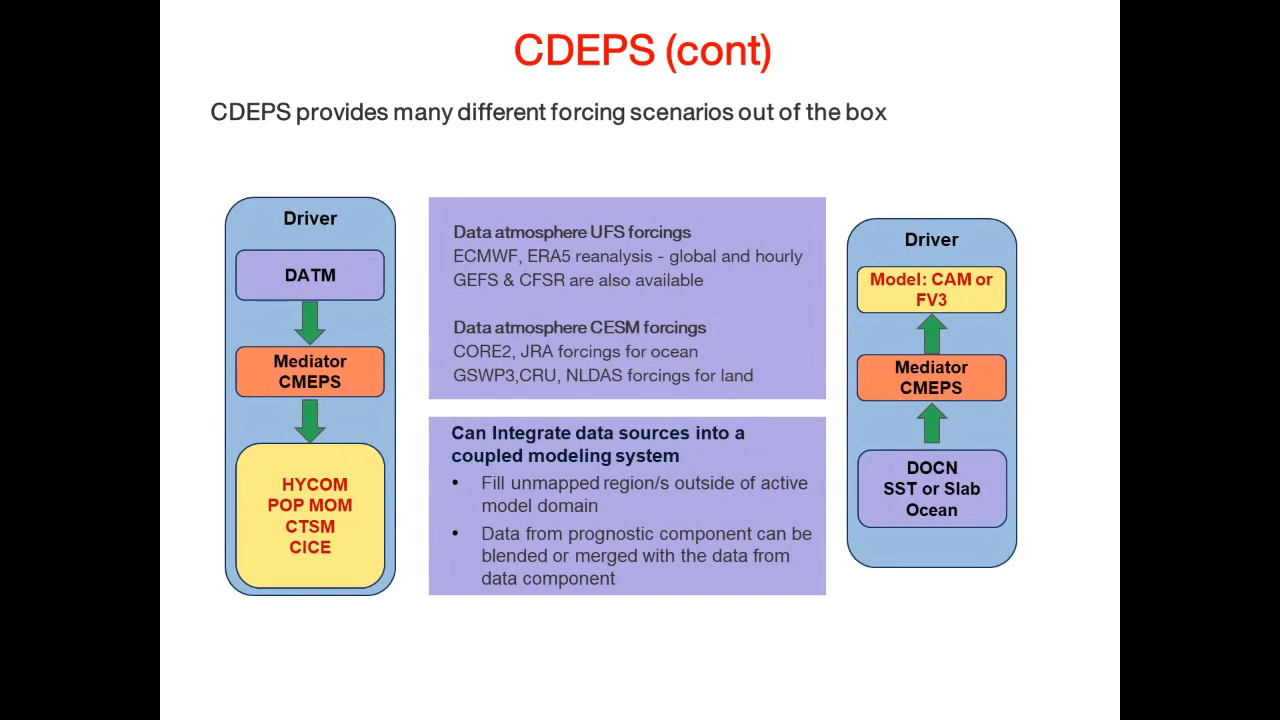 CDEPS (cont)
CDEPS provides many different forcing scenarios out of the box
Driver
DATM
Mediator
CMEPS
HYCOM
POP MOM
CTSM
CICE
Data atmosphere UFS forcings
ECMWF, ERA5 reanalysis - global and hourly
GEFS & CFSR are also available
Data atmosphere CESM forcings
CORE2, JRA forcings for ocean
GSWP3,CRU, NLDAS forcings for land
Can Integrate data sources into a
coupled modeling system
• Fill unmapped region/s outside of active
model domain
• Data from prognostic component can be
blended or merged with the data from
data component
Driver
Model: CAM or
FV3
Mediator
CMEPS
DOCN
SST or Slab
Ocean